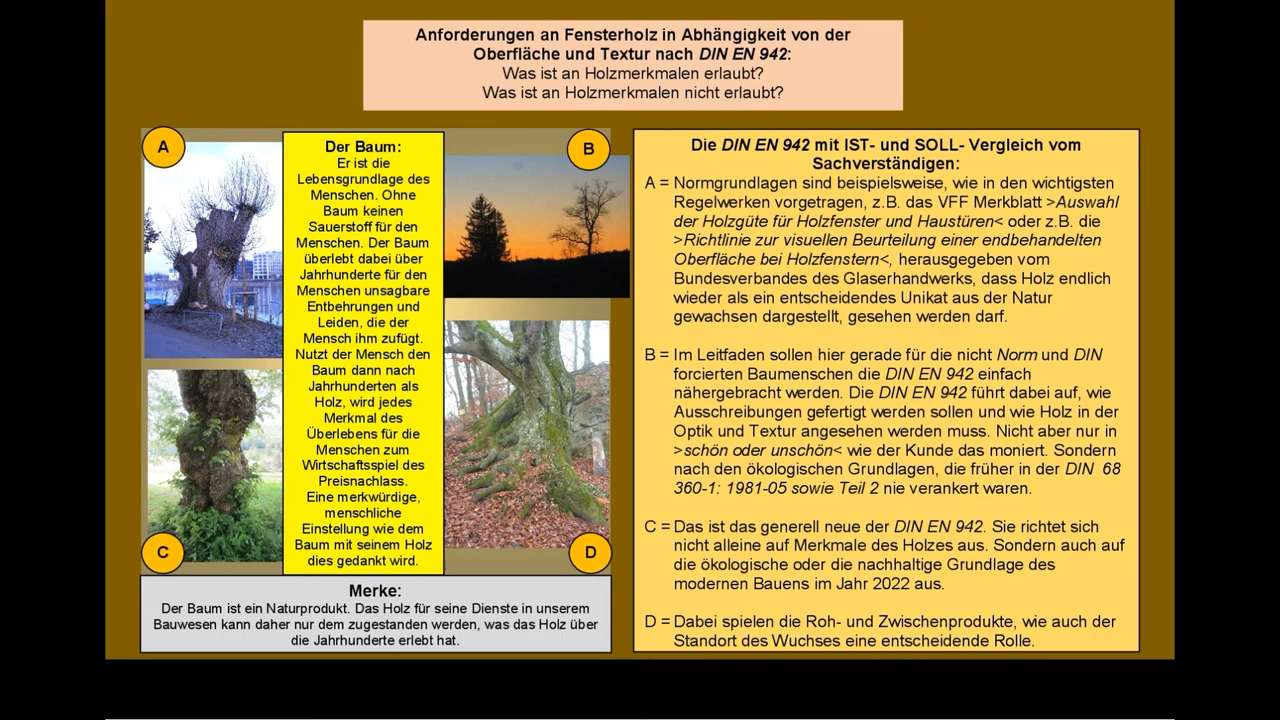 Anforderungen an Fensterholz in Abhängigkeit von der
Oberfläche und Textur nach DIN EN 942:
Was ist an Holzmerkmalen erlaubt?
Was ist an Holzmerkmalen nicht erlaubt?
A
B
C
D
Der Baum:
Er ist die
Lebensgrundlage des
Menschen. Ohne
Baum keinen
Sauerstoff für den
Menschen. Der Baum
überlebt dabei über
Jahrhunderte für den
Menschen unsagbare
Entbehrungen und
Leiden, die der
Mensch ihm zufügt.
Nutzt der Mensch den
Baum dann nach
Jahrhunderten als
Holz, wird jedes
Merkmal des
Überlebens für die
Menschen zum
Wirtschaftsspiel des
Preisnachlass.
Eine merkwürdige,
menschliche
Einstellung wie dem
Baum mit seinem Holz
dies gedankt wird.
Merke:
Der Baum ist ein Naturprodukt. Das Holz für seine Dienste in unserem
Bauwesen kann daher nur dem zugestanden werden, was das Holz über
die Jahrhunderte erlebt hat.
Die DIN EN 942 mit IST- und SOLL- Vergleich vom
Sachverständigen:
A = Normgrundlagen sind beispielsweise, wie in den wichtigsten
Regelwerken vorgetragen, z.B. das VFF Merkblatt >Auswahl
der Holzgüte für Holzfenster und Haustüren< oder z.B. die
>Richtlinie zur visuellen Beurteilung einer endbehandelten
Oberfläche bei Holzfenstern<, herausgegeben vom
Bundesverbandes des Glaserhandwerks, dass Holz endlich
wieder als ein entscheidendes Unikat aus der Natur
gewachsen dargestellt, gesehen werden darf.
B = Im Leitfaden sollen hier gerade für die nicht Norm und DIN
forcierten Baumenschen die DIN EN 942 einfach
nähergebracht werden. Die DIN EN 942 führt dabei auf, wie
Ausschreibungen gefertigt werden sollen und wie Holz in der
Optik und Textur angesehen werden muss. Nicht aber nur in
>schön oder unschön< wie der Kunde das moniert. Sondern
nach den ökologischen Grundlagen, die früher in der DIN 68
360-1: 1981-05 sowie Teil 2 nie verankert waren.
C = Das ist das generell neue der DIN EN 942. Sie richtet sich
nicht alleine auf Merkmale des Holzes aus. Sondern auch auf
die ökologische oder die nachhaltige Grundlage des
modernen Bauens im Jahr 2022 aus.
D = Dabei spielen die Roh- und Zwischenprodukte, wie auch der
Standort des Wuchses eine entscheidende Rolle.